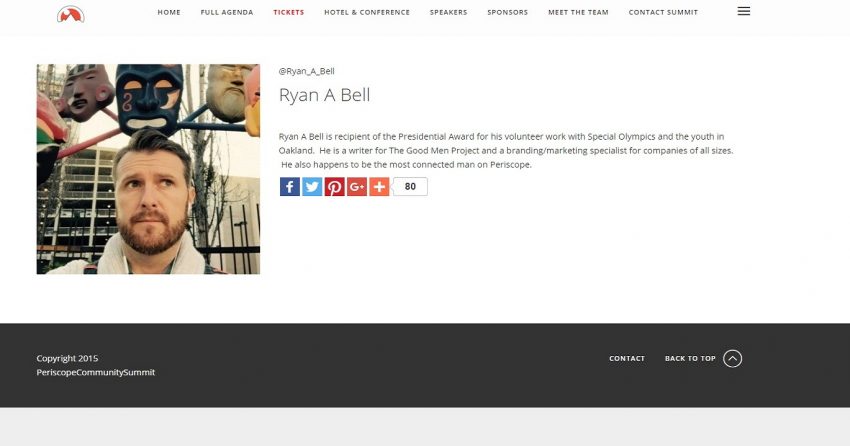 HOME FULL AGENDA TICKETS HOTEL & CONFERENCE SPEAKERS SPONSORS MEET THE TEAM CONTACT SUMMIT
@Ryan_A_Bell
Ryan A Bell
Ryan A Bell is recipient of the Presidential Award for his volunteer work with Special Olympics and the youth in
Oakland.  He is a writer for The Good Men Project and a branding/marketing specialist for companies of all sizes.
He also happens to be the most connected man on Periscope.
80
Copyright 2015
PeriscopeCommunitySummit
CONTACT BACK TO TOP